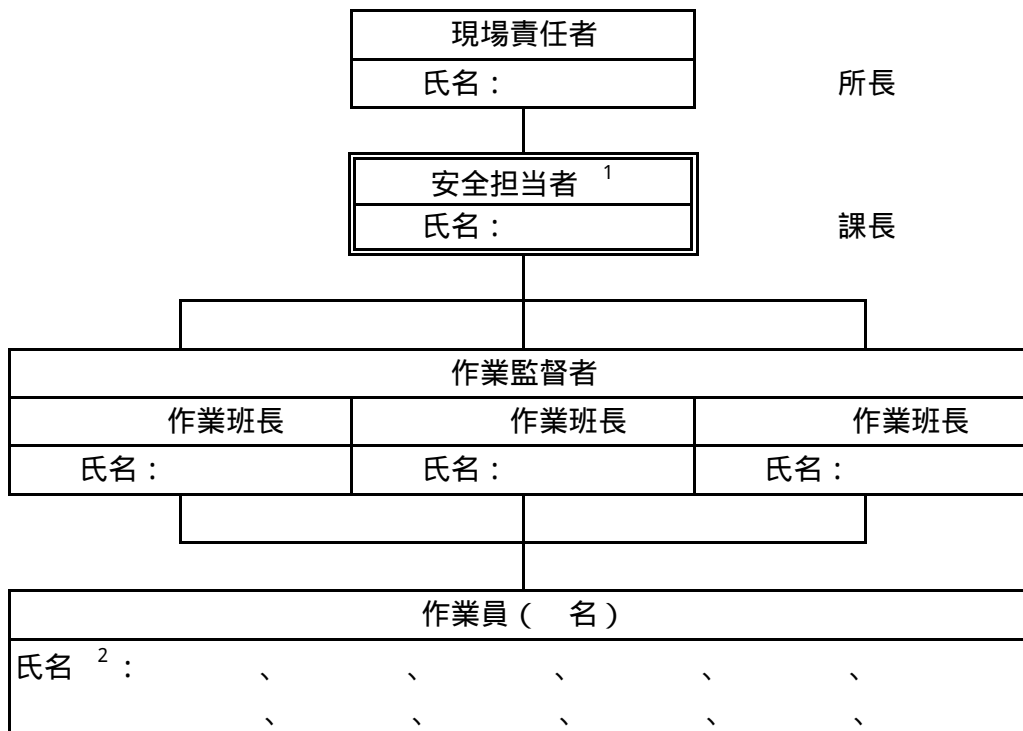 現場責任者
氏名： 所長
安全担当者 1
氏名： 課長
作業監督者
作業班長 作業班長 作業班長
氏名： 氏名： 氏名：
作業員（ 名）
氏名 2 ： 、 、 、 、 、
、 、 、 、 、